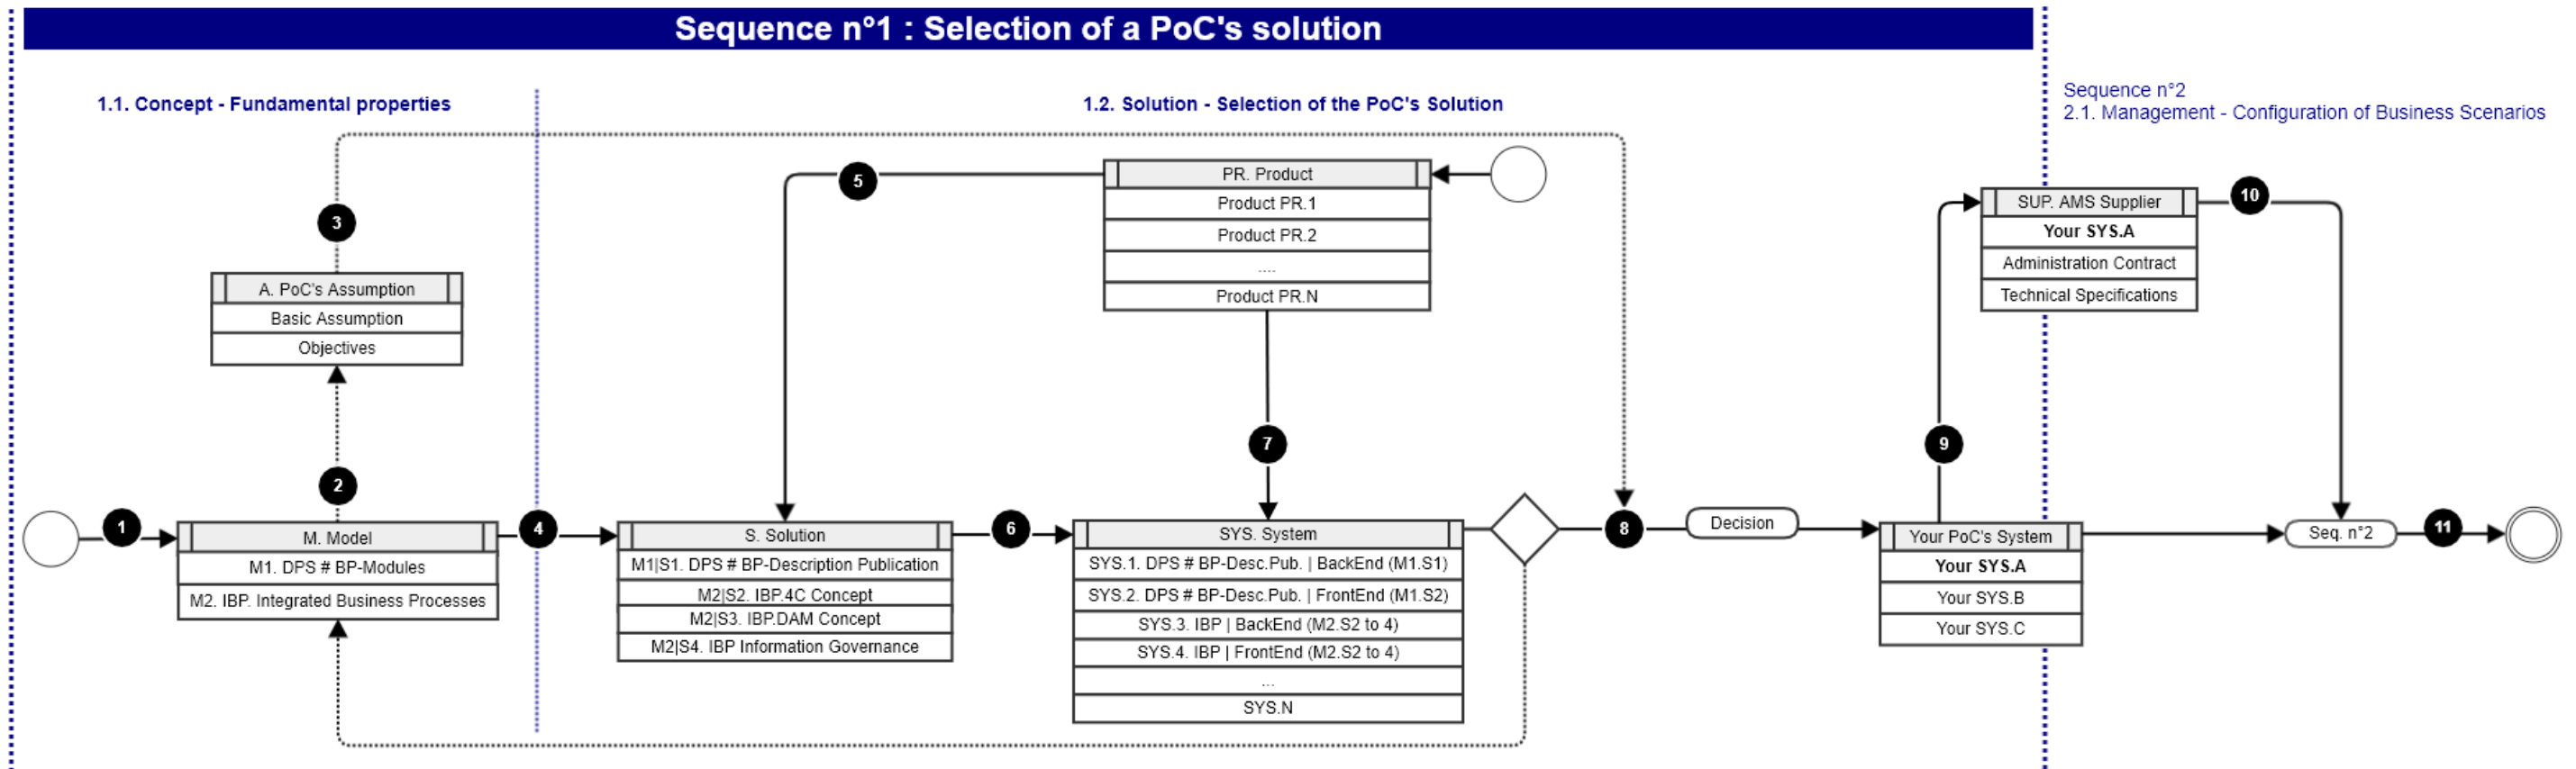 Sequence n°1 : Selection of a PoC's solution
1.1. Concept - Fundamental properties
1.2. Solution - Selection of the PoC's Solution
Sequence n°2
2.1. Management - Configuration of Business Scenarios
1
2
3
A. PoC's Assumption
Basic Assumption
Objectives
M. Model
M1. DPS # BP-Modules
M2. IBP. Integrated Business Processes
4
5
S. Solution
M1|S1. DPS # BP-Description Publication
M2|S2. IBP.4C Concept
M2|S3. IBP.DAM Concept
M2|S4. IBP Information Governance
6
PR. Product
Product PR.1
Product PR.2
....
Product PR.N
7
SYS. System
SYS.1. DPS # BP-Desc.Pub. | BackEnd (M1.S1)
SYS.2. DPS # BP-Desc.Pub. | FrontEnd (M1.S2)
SYS.3. IBP | BackEnd (M2.S2 to 4)
SYS.4. IBP | FrontEnd (M2.S2 to 4)
...
SYS.N
8
Decision
Your PoC's System
Your SYS.A
Your SYS.B
Your SYS.C
9
SUP. AMS Supplier
Your SYS.A
Administration Contract
Technical Specifications
10
Seq. n°2
11